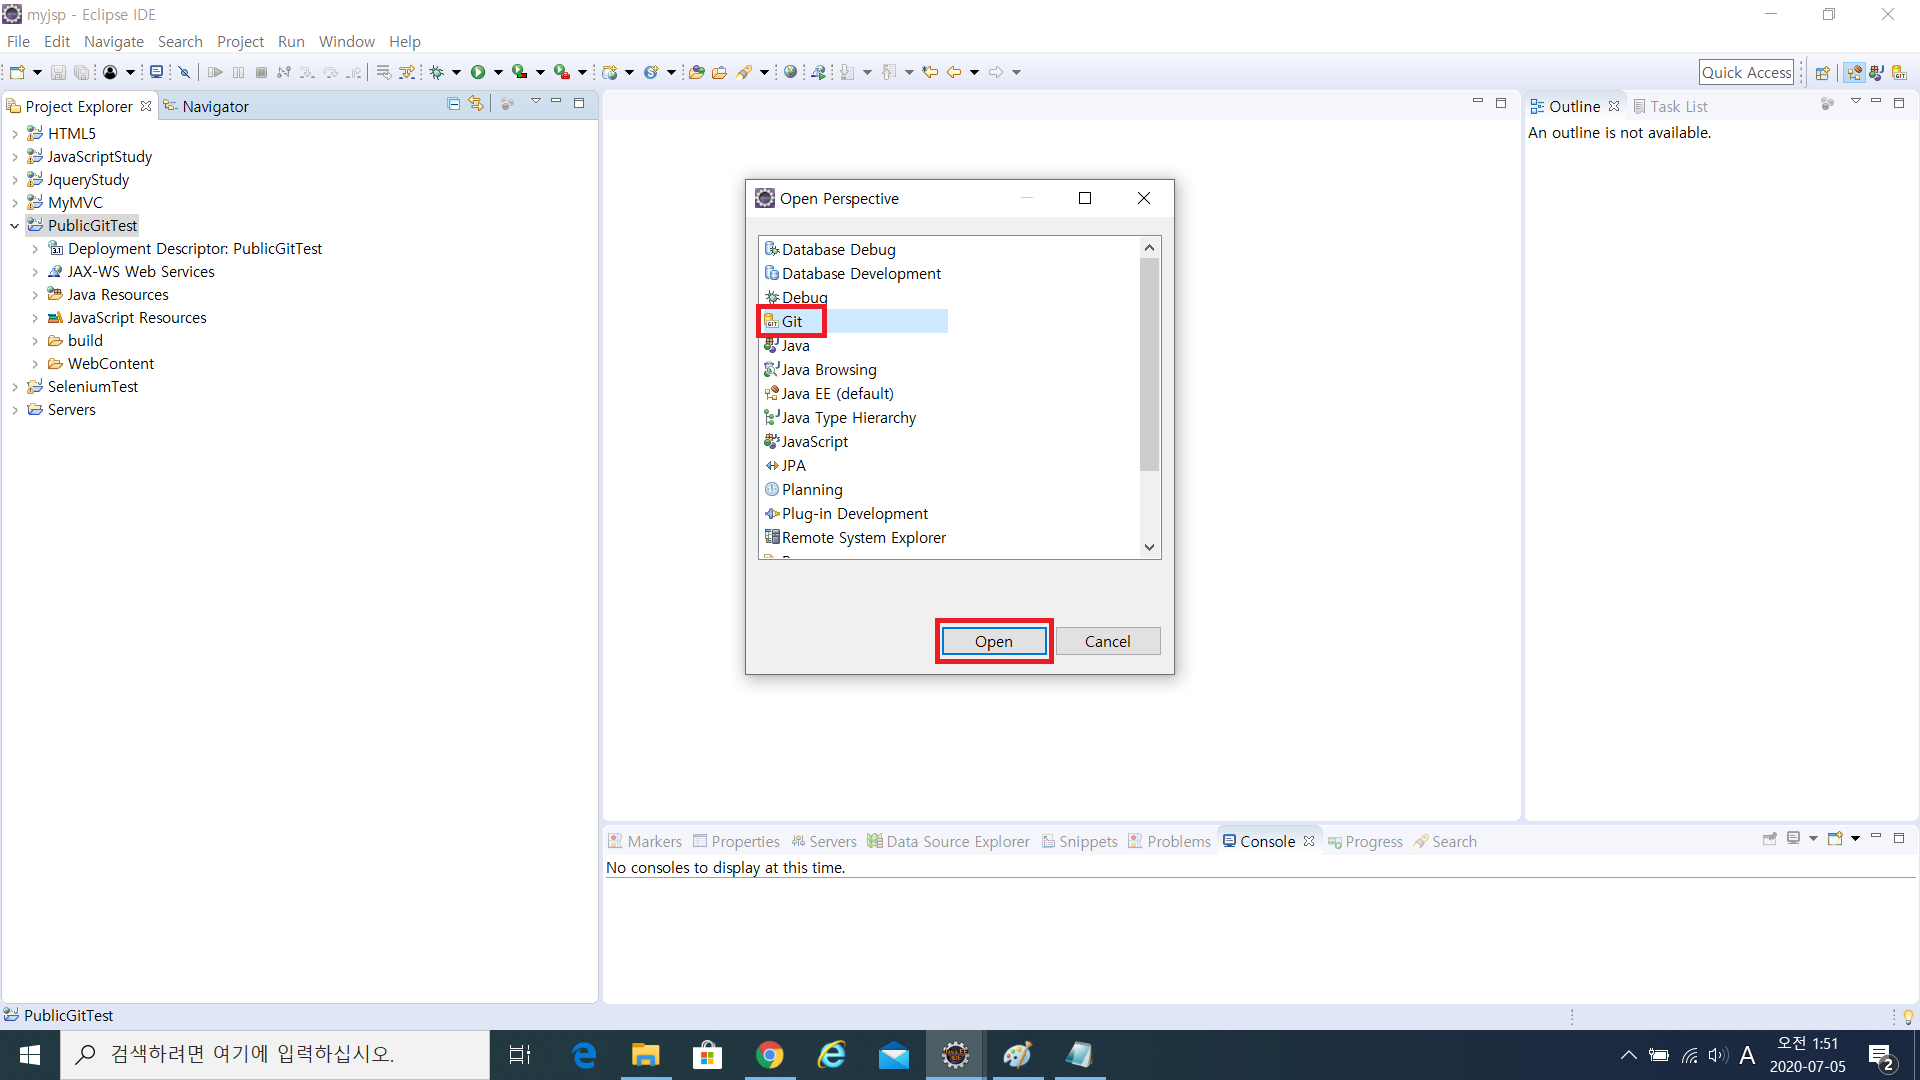 myjsp - Eclipse IDE
File Edit Navigate Search Project Run Window Help
Quick Access
Project Explorer Navigator
HTML5
JavaScriptStudy
JqueryStudy
MyMVC
PublicGitTest
Deployment Descriptor: PublicGitTest
JAX-WS Web Services
Java Resources
JavaScript Resources
build
WebContent
SeleniumTest
Servers
Open Perspective
Database Debug
Database Development
Debug
Git
Java
Java Browsing
Java EE (default)
Java Type Hierarchy
JavaScript
JPA
Planning
Plug-in Development
Remote System Explorer
Open Cancel
Outline Task List
An outline is not available.
Markers Properties Servers Data Source Explorer Snippets Problems Console Progress Search
No consoles to display at this time.
PublicGitTest
검색하려면 여기에 입력하십시오.
A
오전 1:51
2020-07-05
2